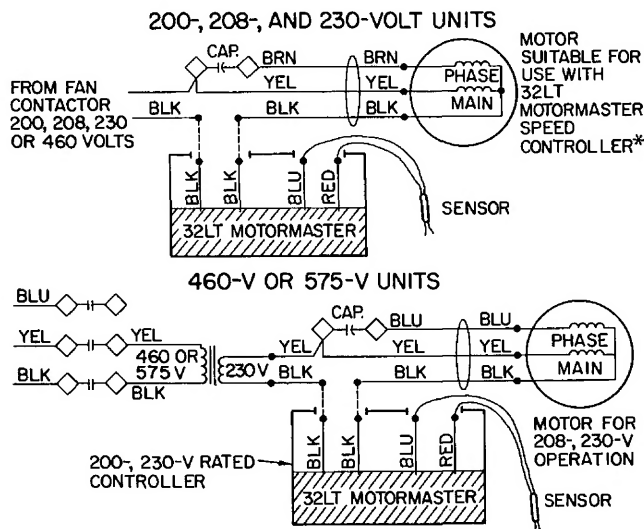 200-, 208-, AND 230-VOLT UNITS
CAP.
BRN
BRN
YEL
YEL
BLK
BLK
BLK
FROM FAN
CONTACTOR
200, 208, 230
OR 460 VOLTS
PHASE
MAIN
MOTOR
SUITABLE FOR
USE WITH
32LT
MOTORMASTER
SPEED
CONTROLLER*
BLK
BLK
BLU
RED
SENSOR
32LT MOTORMASTER
460-V OR 575-V UNITS
BLU
YEL
YEL
BLK
BLK
460 OR
575 V
230 V
CAP.
BLU
BLU
YEL
YEL
YEL
BLK
BLK
BLK
PHASE
MAIN
MOTOR FOR
208-, 230-V
OPERATION
200-, 230-V RATED
CONTROLLER
BLK
BLK
BLU
RED
32LT MOTORMASTER
SENSOR